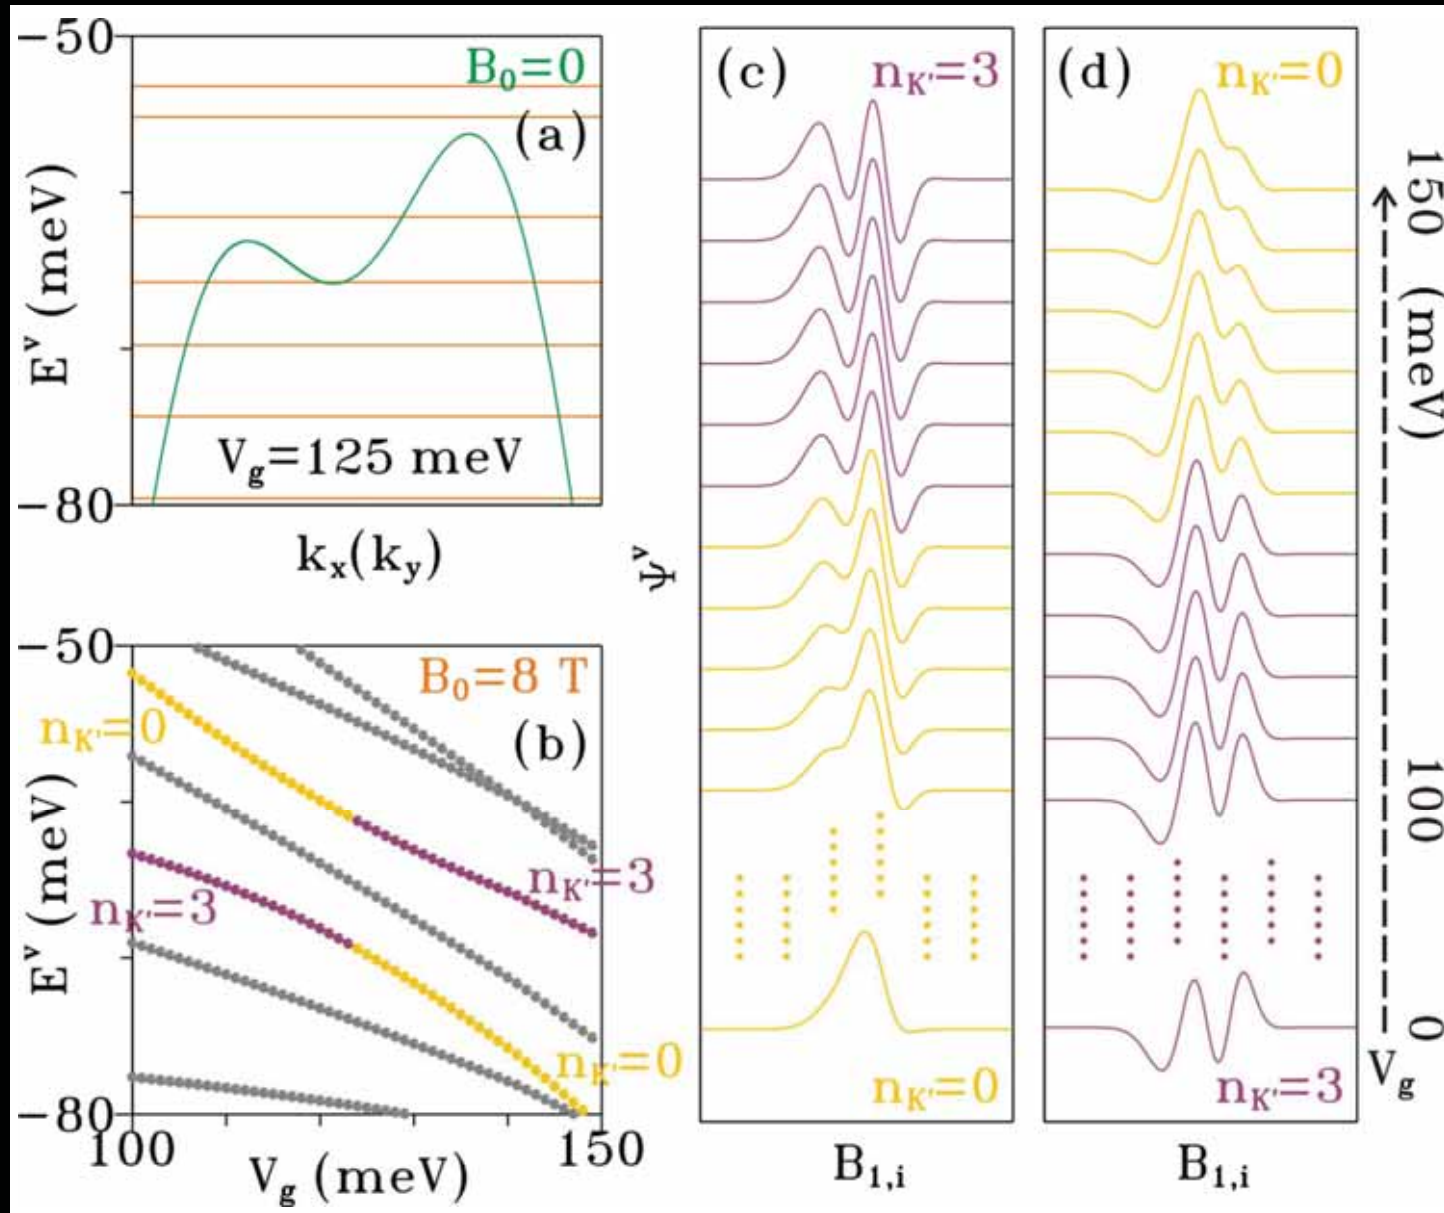 −50
B₀=0
(a)
Eᵛ (meV)
V_g=125 meV
−80
k_x(k_y)
−50
B₀=8 T
n_K'=0
(b)
Eᵛ (meV)
n_K'=3
n_K'=3
n_K'=0
−80
100
150
V_g (meV)
(c)
n_K'=3
Ψᵛ
n_K'=0
B_1,i
(d)
n_K'=0
n_K'=3
B_1,i
150
(meV)
100
0
V_g